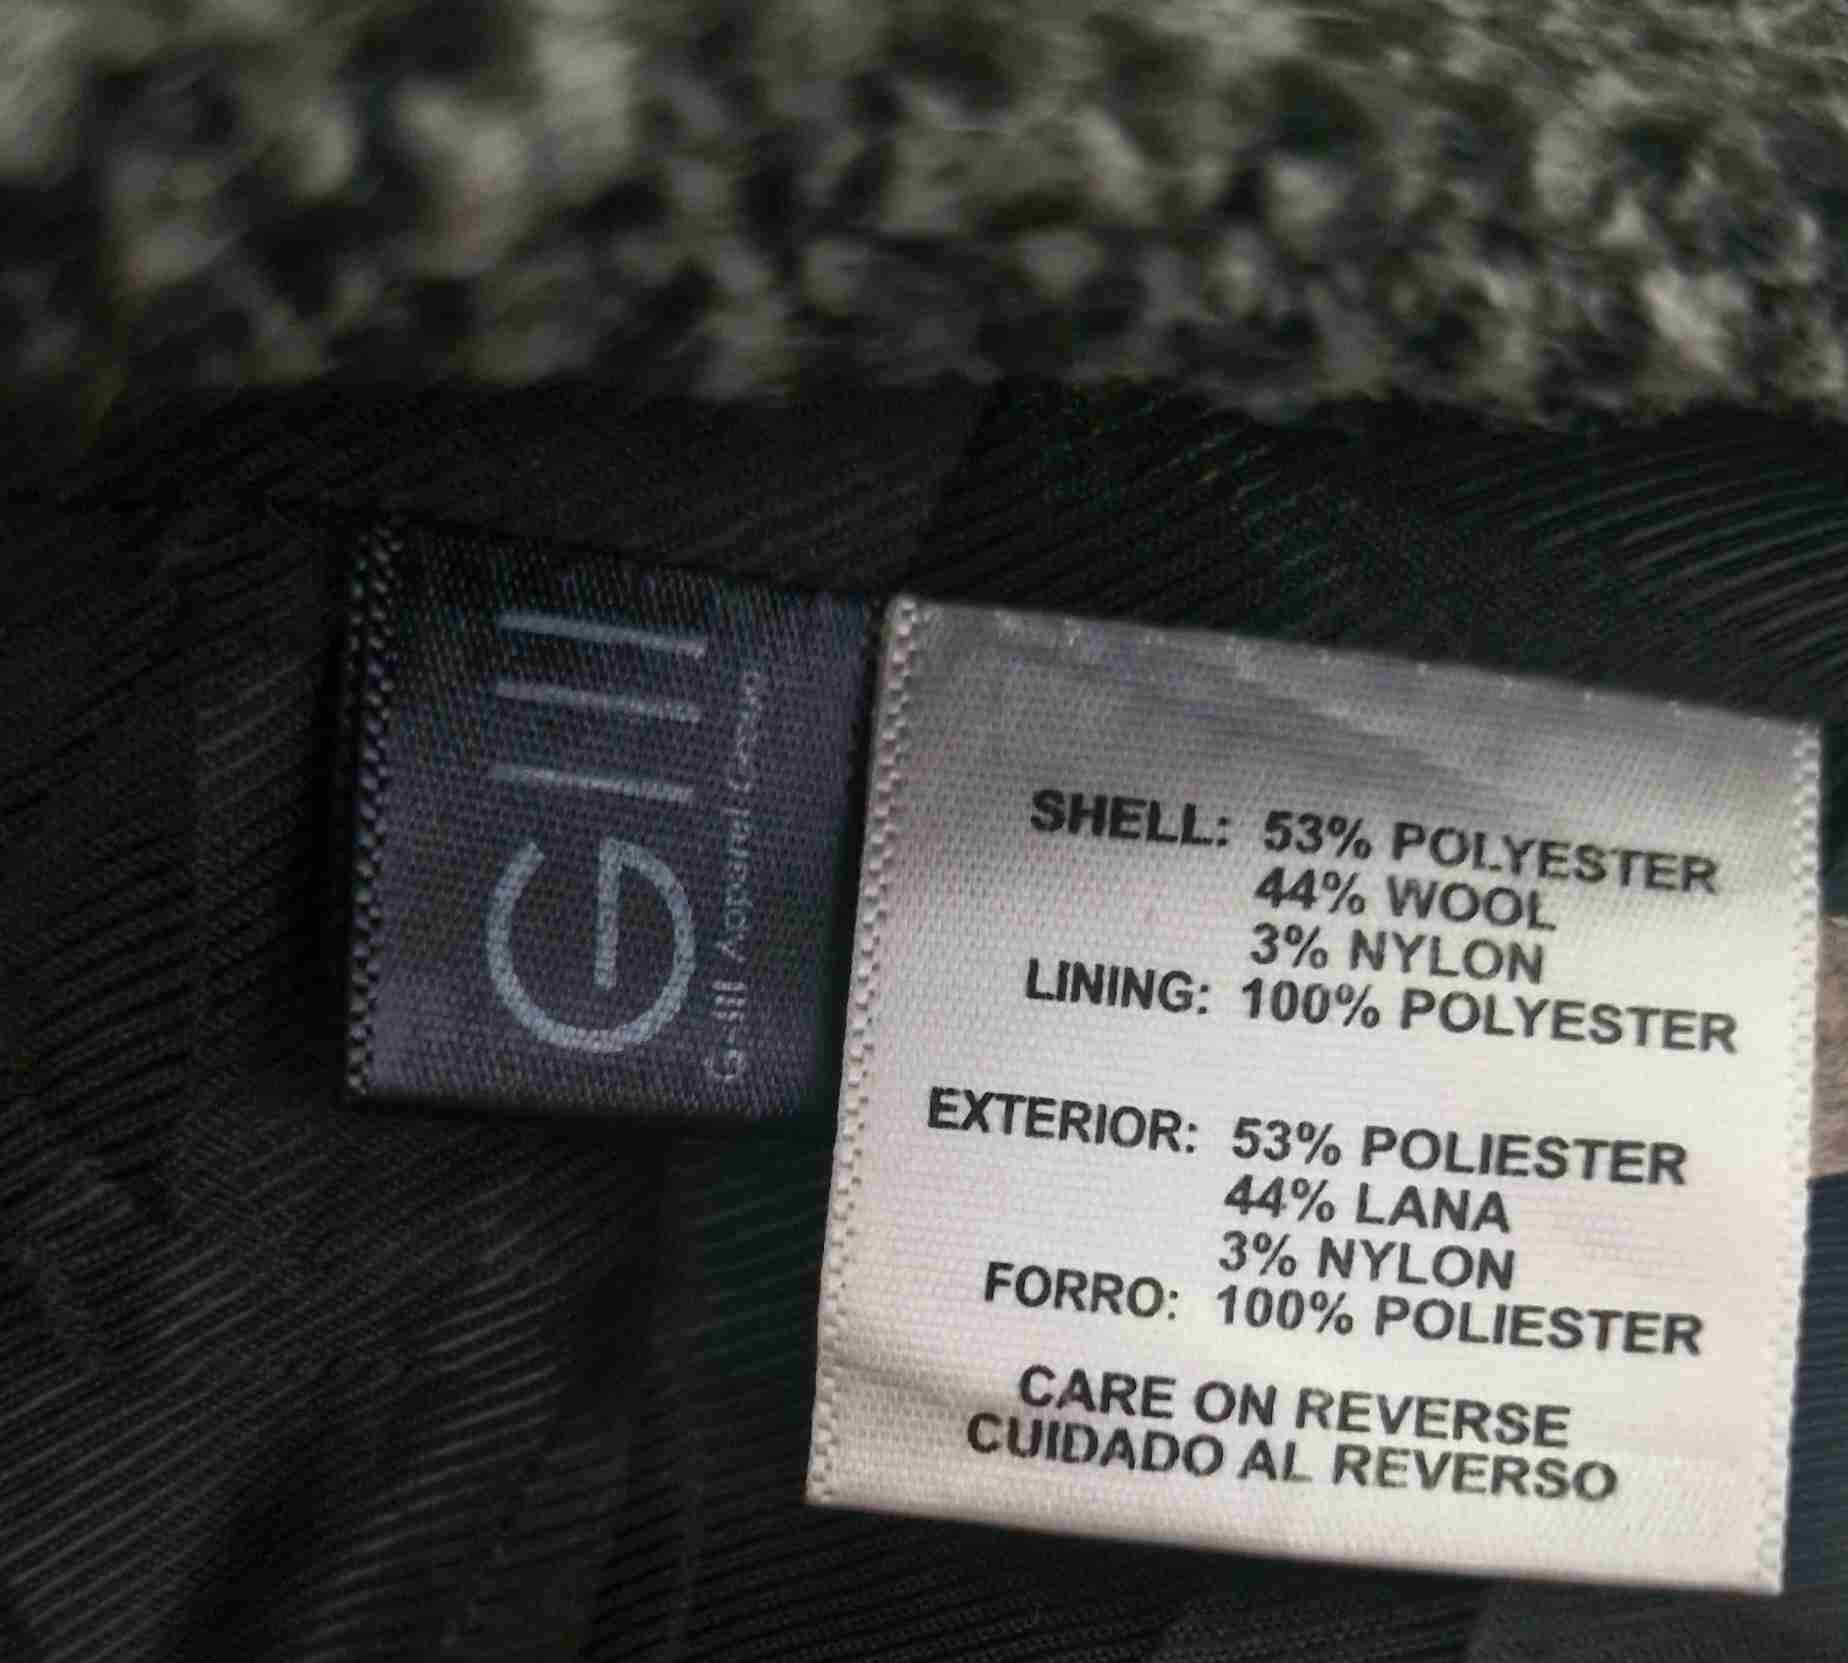 GIII
G-III Apparel Group
SHELL: 53% POLYESTER
44% WOOL
3% NYLON
LINING: 100% POLYESTER
EXTERIOR: 53% POLIESTER
44% LANA
3% NYLON
FORRO: 100% POLIESTER
CARE ON REVERSE
CUIDADO AL REVERSO